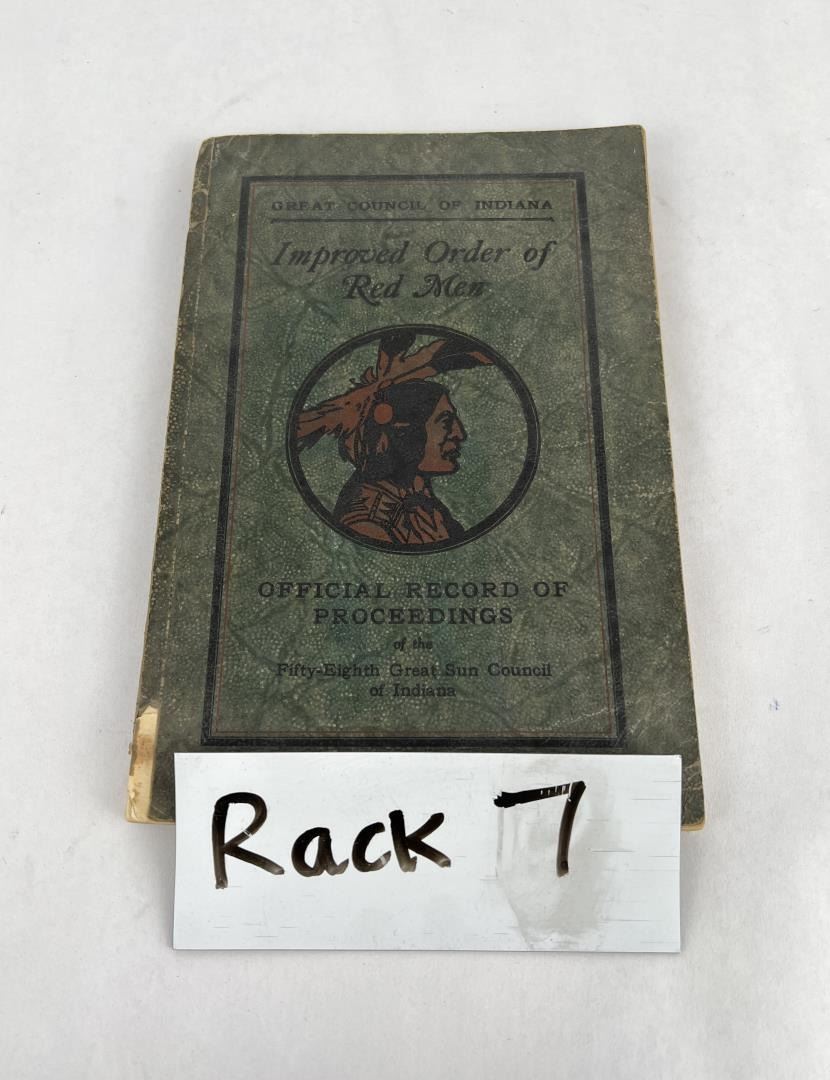 GREAT COUNCIL OF INDIANA
Improved Order of
Red Men
OFFICIAL RECORD OF
PROCEEDINGS
of the
Fifty-Eighth Great Sun Council
of Indiana
Rack 7